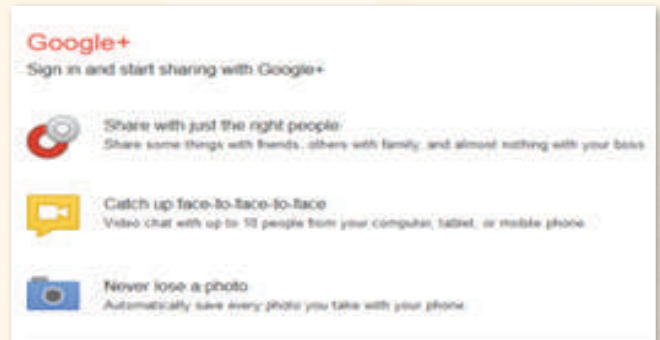 Google+
Sign in and start sharing with Google+
Share with just the right people
Share some things with friends, others with family, and almost nothing with your boss.
Catch up face-to-face-to-face
Video chat with up to 10 people from your computer, tablet, or mobile phone.
Never lose a photo
Automatically save every photo you take with your phone.